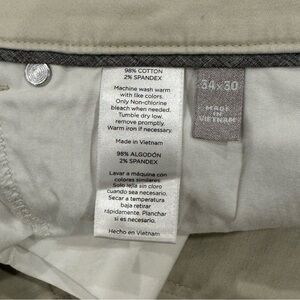 98% COTTON
2% SPANDEX
Machine wash warm
with like colors.
Only Non-chlorine
bleach when needed.
Tumble dry low,
remove promptly.
Warm iron if necessary.
Made in Vietnam
98% ALGODÓN
2% SPANDEX
Lavar a máquina con
colores similares.
Solo lejía sin cloro
cuando sea necesario.
Secar a temperatura
baja retirar
rápidamente. Planchar
si es necesario.
Hecho en Vietnam
34x30
MADE IN
VIETNAM